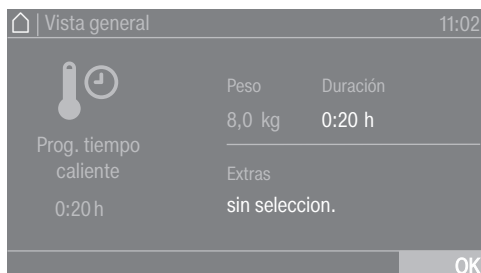 | Vista general 11:02
Peso Duración
8,0 kg 0:20 h
Prog. tiempo
caliente
0:20 h
Extras
sin seleccion.
OK